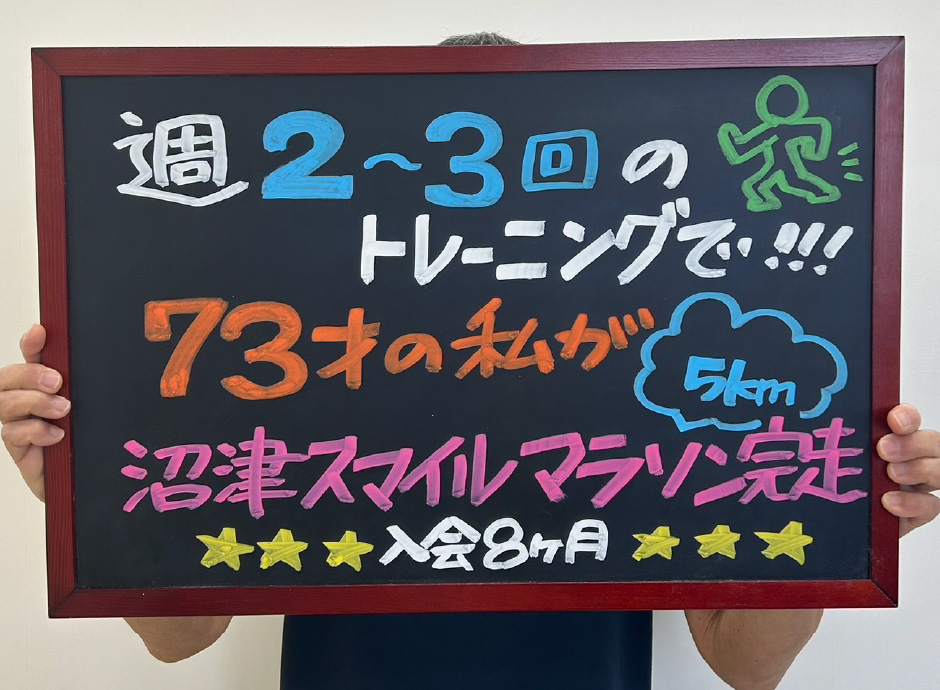 週2～3回の
トレーニングで!!!
73才の私が
5km
沼津スマイルマラソン完走
入会8ヶ月